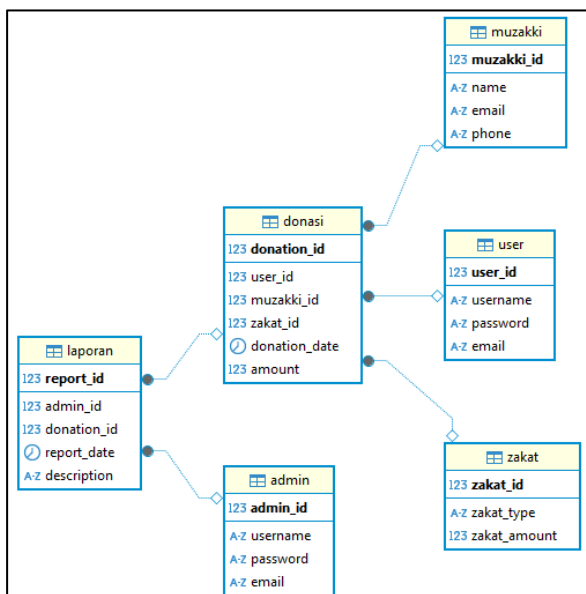 muzakki
123 muzakki_id
A-Z name
A-Z email
A-Z phone
donasi
123 donation_id
123 user_id
123 muzakki_id
123 zakat_id
donation_date
123 amount
user
123 user_id
A-Z username
A-Z password
A-Z email
laporan
123 report_id
123 admin_id
123 donation_id
report_date
A-Z description
admin
123 admin_id
A-Z username
A-Z password
A-Z email
zakat
123 zakat_id
A-Z zakat_type
123 zakat_amount